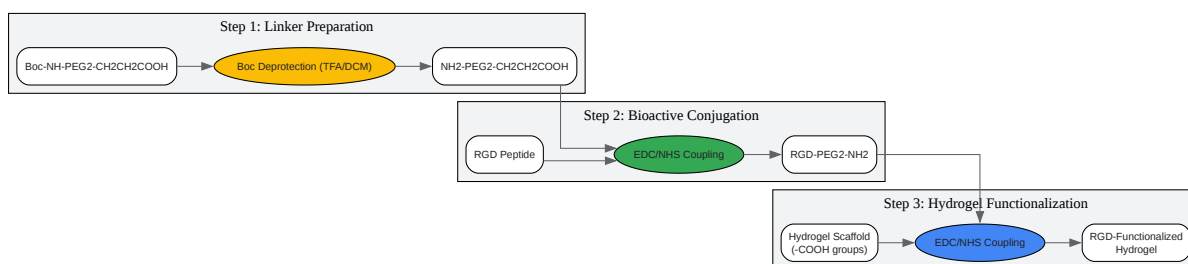 Step 1: Linker Preparation
Boc-NH-PEG2-CH2CH2COOH
Boc Deprotection (TFA/DCM)
NH2-PEG2-CH2CH2COOH
Step 2: Bioactive Conjugation
RGD Peptide
EDC/NHS Coupling
RGD-PEG2-NH2
Step 3: Hydrogel Functionalization
Hydrogel Scaffold
(-COOH groups)
EDC/NHS Coupling
RGD-Functionalized
Hydrogel